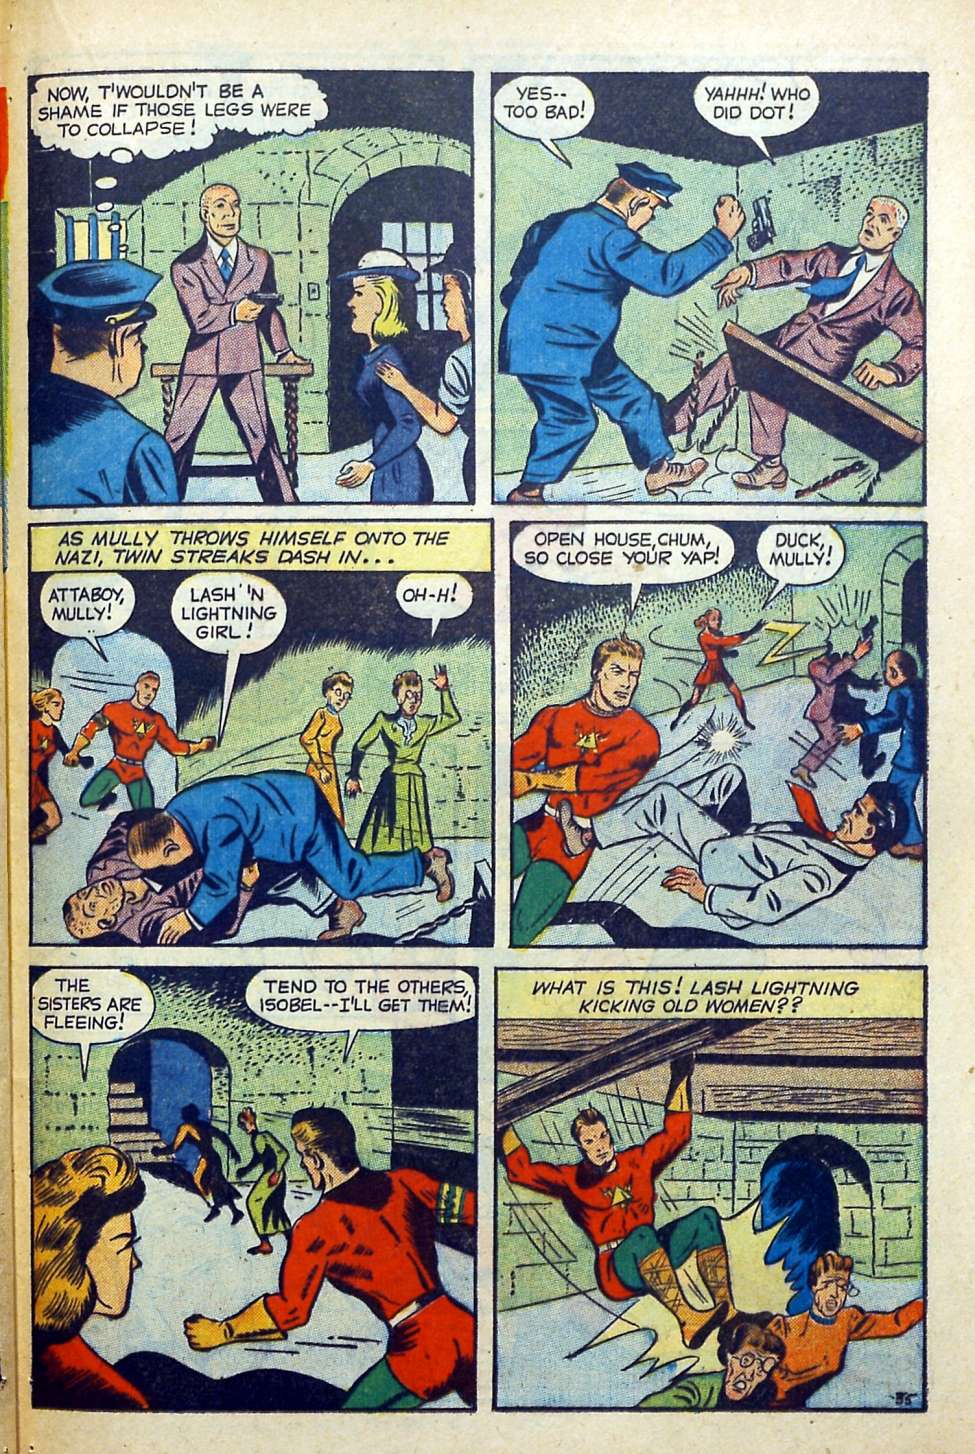 NOW, T'WOULDN'T BE A
SHAME IF THOSE LEGS WERE
TO COLLAPSE!
YES--
TOO BAD!
YAHHH! WHO
DID DOT!
AS MULLY THROWS HIMSELF ONTO THE
NAZI, TWIN STREAKS DASH IN...
ATTABOY,
MULLY!
LASH 'N
LIGHTNING
GIRL!
OH-H!
OPEN HOUSE, CHUM,
SO CLOSE YOUR YAP!
DUCK,
MULLY!
THE
SISTERS ARE
FLEEING!
TEND TO THE OTHERS,
ISOBEL--I'LL GET THEM!
WHAT IS THIS! LASH LIGHTNING
KICKING OLD WOMEN??
35